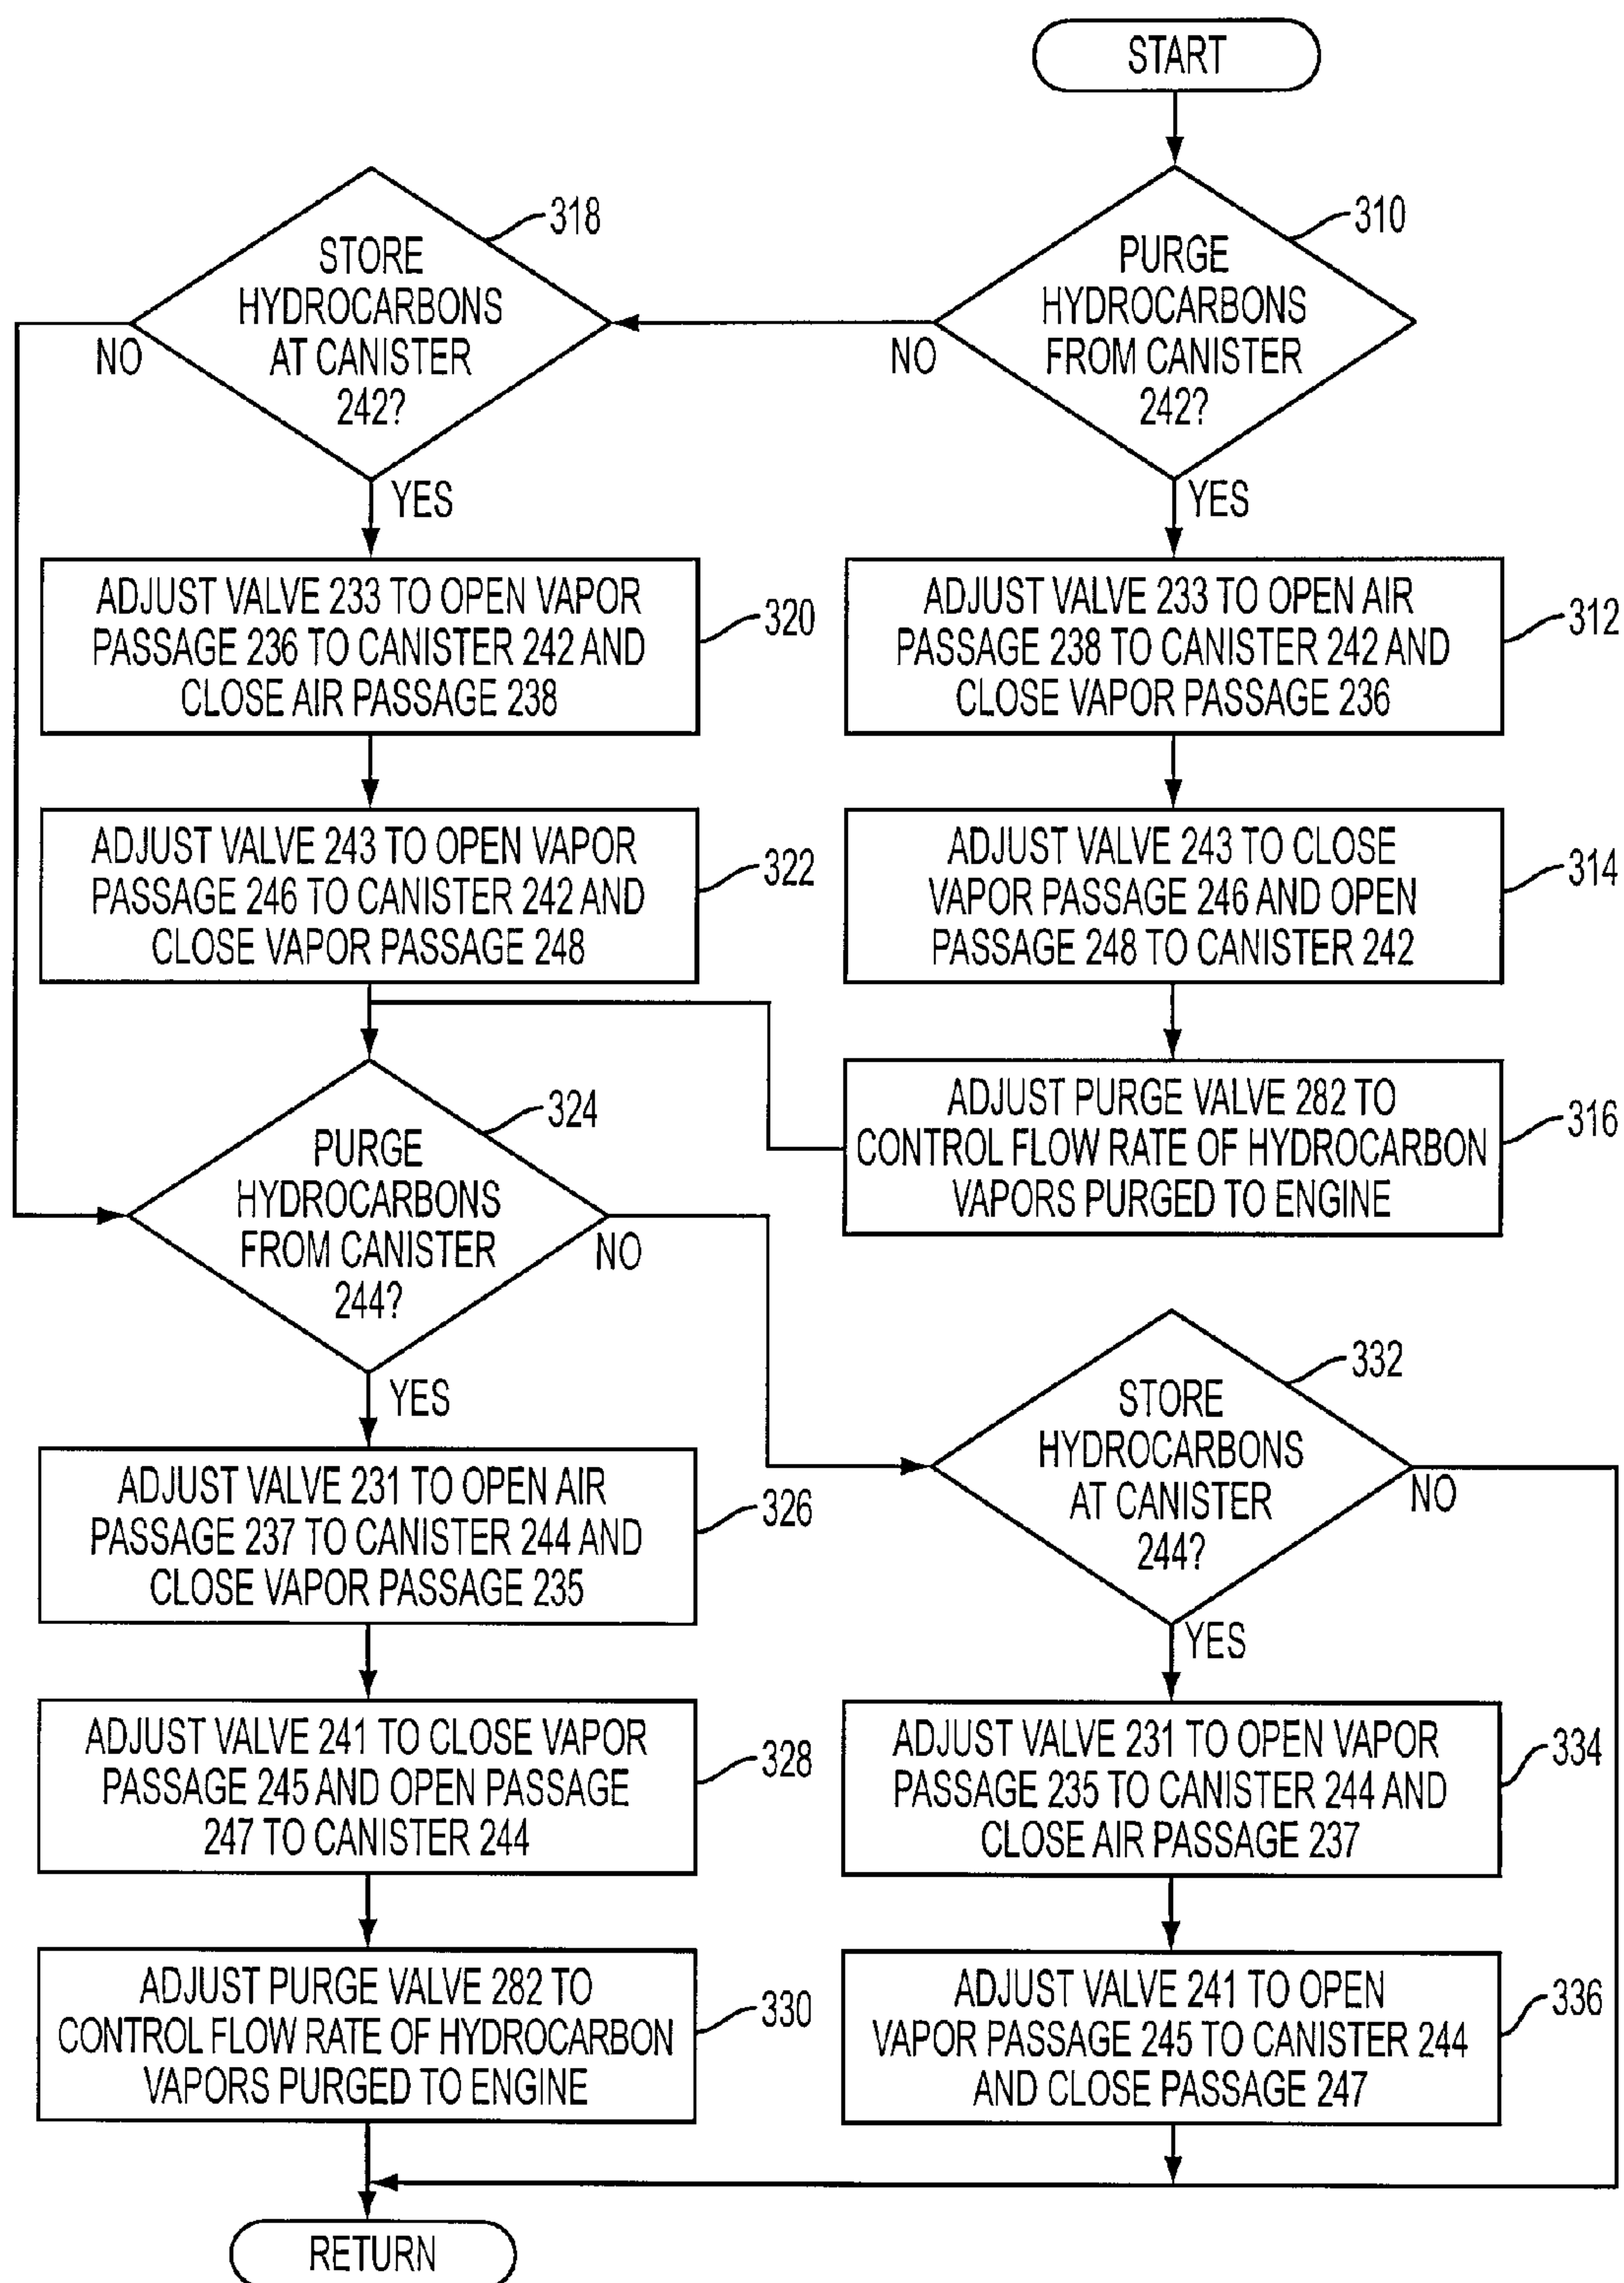 START
310
PURGE
HYDROCARBONS
FROM CANISTER
242?
NO
YES
318
STORE
HYDROCARBONS
AT CANISTER
242?
NO
YES
ADJUST VALVE 233 TO OPEN AIR
PASSAGE 238 TO CANISTER 242 AND
CLOSE VAPOR PASSAGE 236
312
ADJUST VALVE 243 TO CLOSE
VAPOR PASSAGE 246 AND OPEN
PASSAGE 248 TO CANISTER 242
314
ADJUST PURGE VALVE 282 TO
CONTROL FLOW RATE OF HYDROCARBON
VAPORS PURGED TO ENGINE
316
ADJUST VALVE 233 TO OPEN VAPOR
PASSAGE 236 TO CANISTER 242 AND
CLOSE AIR PASSAGE 238
320
ADJUST VALVE 243 TO OPEN VAPOR
PASSAGE 246 TO CANISTER 242 AND
CLOSE VAPOR PASSAGE 248
322
324
PURGE
HYDROCARBONS
FROM CANISTER
244?
NO
YES
ADJUST VALVE 231 TO OPEN AIR
PASSAGE 237 TO CANISTER 244 AND
CLOSE VAPOR PASSAGE 235
326
ADJUST VALVE 241 TO CLOSE VAPOR
PASSAGE 245 AND OPEN PASSAGE
247 TO CANISTER 244
328
ADJUST PURGE VALVE 282 TO
CONTROL FLOW RATE OF HYDROCARBON
VAPORS PURGED TO ENGINE
330
332
STORE
HYDROCARBONS
AT CANISTER
244?
NO
YES
ADJUST VALVE 231 TO OPEN VAPOR
PASSAGE 235 TO CANISTER 244 AND
CLOSE AIR PASSAGE 237
334
ADJUST VALVE 241 TO OPEN
VAPOR PASSAGE 245 TO CANISTER 244
AND CLOSE PASSAGE 247
336
RETURN